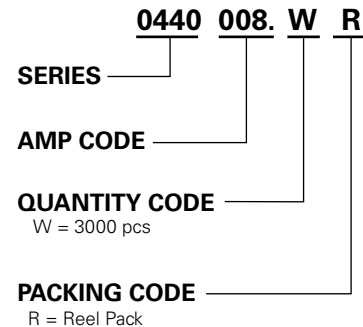 0440 008. W R
SERIES
AMP CODE
QUANTITY CODE
W = 3000 pcs
PACKING CODE
R = Reel Pack